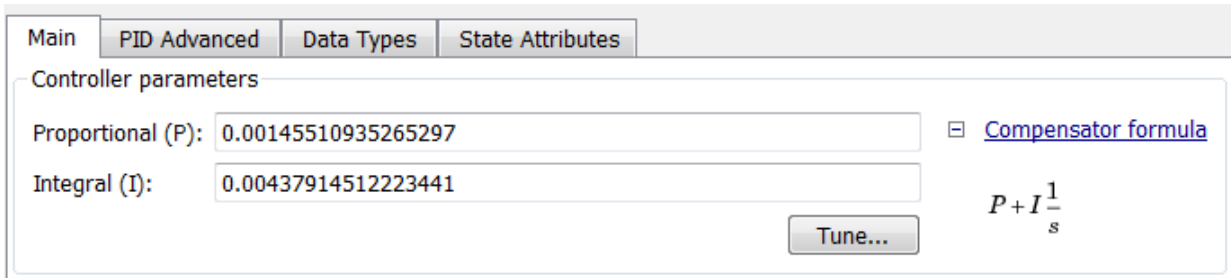 Main PID Advanced Data Types State Attributes
Controller parameters
Proportional (P): 0.00145510935265297 Compensator formula
Integral (I): 0.00437914512223441
P + I 1/s
Tune...